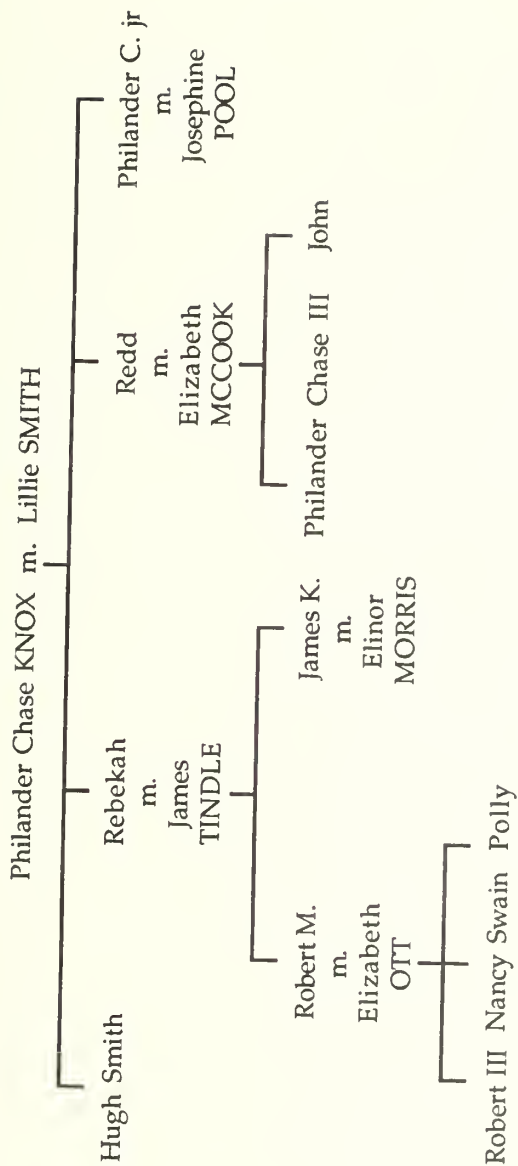 Philander Chase KNOX m. Lillie SMITH
Hugh Smith
Rebekah
m.
James
TINDLE
Redd
m.
Elizabeth
MCCOOK
Philander C. jr
m.
Josephine
POOL
Robert M.
m.
Elizabeth
OTT
James K.
m.
Elinor
MORRIS
Philander Chase III
John
Robert III
Nancy Swain
Polly